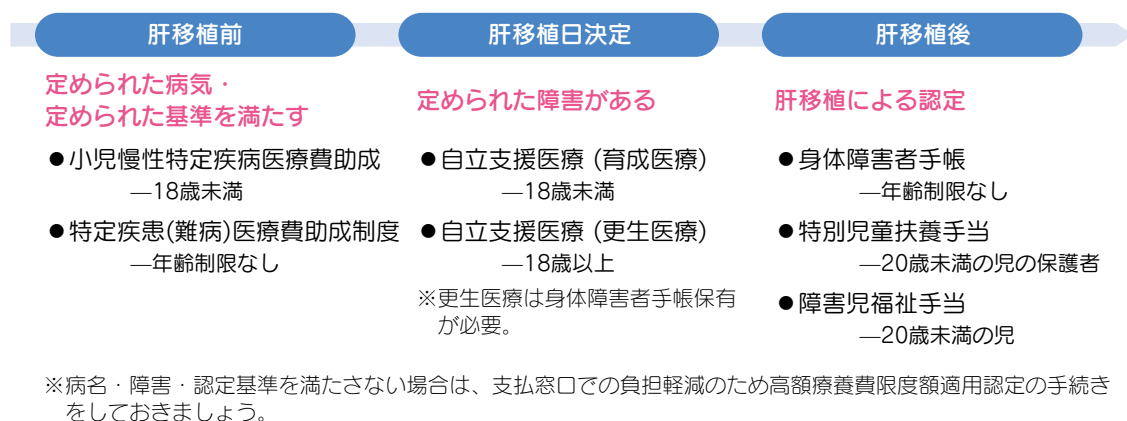 肝移植前
肝移植日決定
肝移植後
定められた病気・
定められた基準を満たす
●小児慢性特定疾病医療費助成
―18歳未満
●特定疾患(難病)医療費助成制度
―年齢制限なし
定められた障害がある
●自立支援医療 (育成医療)
―18歳未満
●自立支援医療 (更生医療)
―18歳以上
※更生医療は身体障害者手帳保有
が必要。
肝移植による認定
●身体障害者手帳
―年齢制限なし
●特別児童扶養手当
―20歳未満の児の保護者
●障害児福祉手当
―20歳未満の児
※病名・障害・認定基準を満たさない場合は、支払窓口での負担軽減のため高額療養費限度額適用認定の手続き
をしておきましょう。